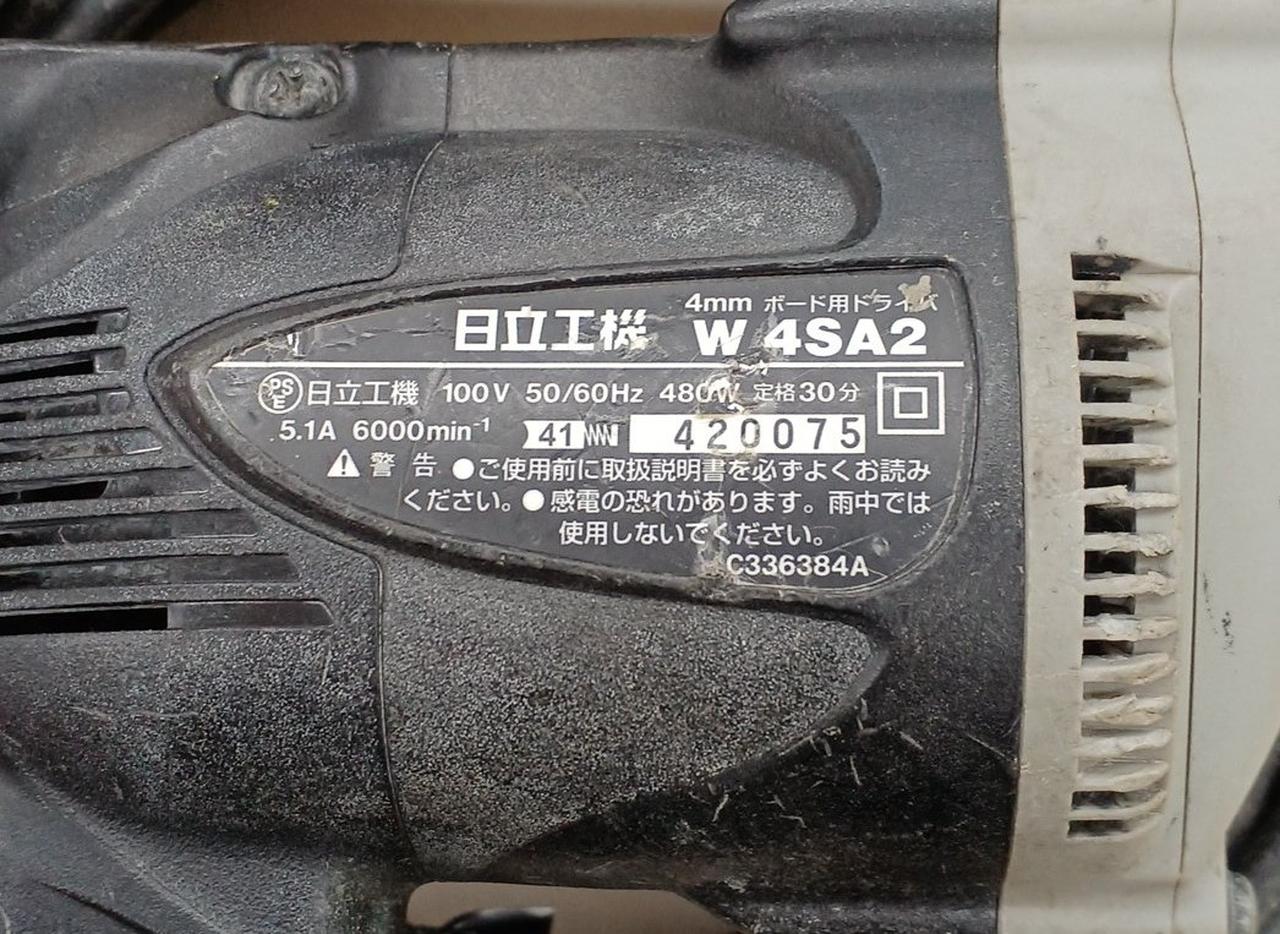 4mm ボード用ドライバ
日立工機 W 4SA2
PS E 日立工機 100V 50/60Hz 480W 定格30分
5.1A 6000min⁻¹ 41 420075
警告 ●ご使用前に取扱説明書を必ずよくお読み
ください。●感電の恐れがあります。雨中では
使用しないでください。
C336384A